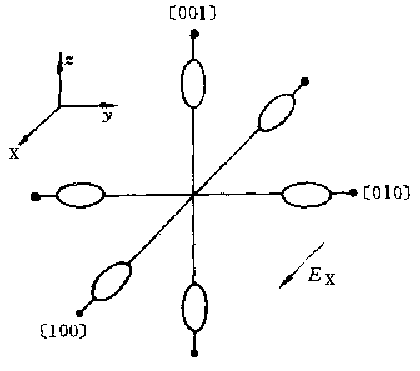 〔001〕
z
y
X
〔010〕
E_X
〔100〕